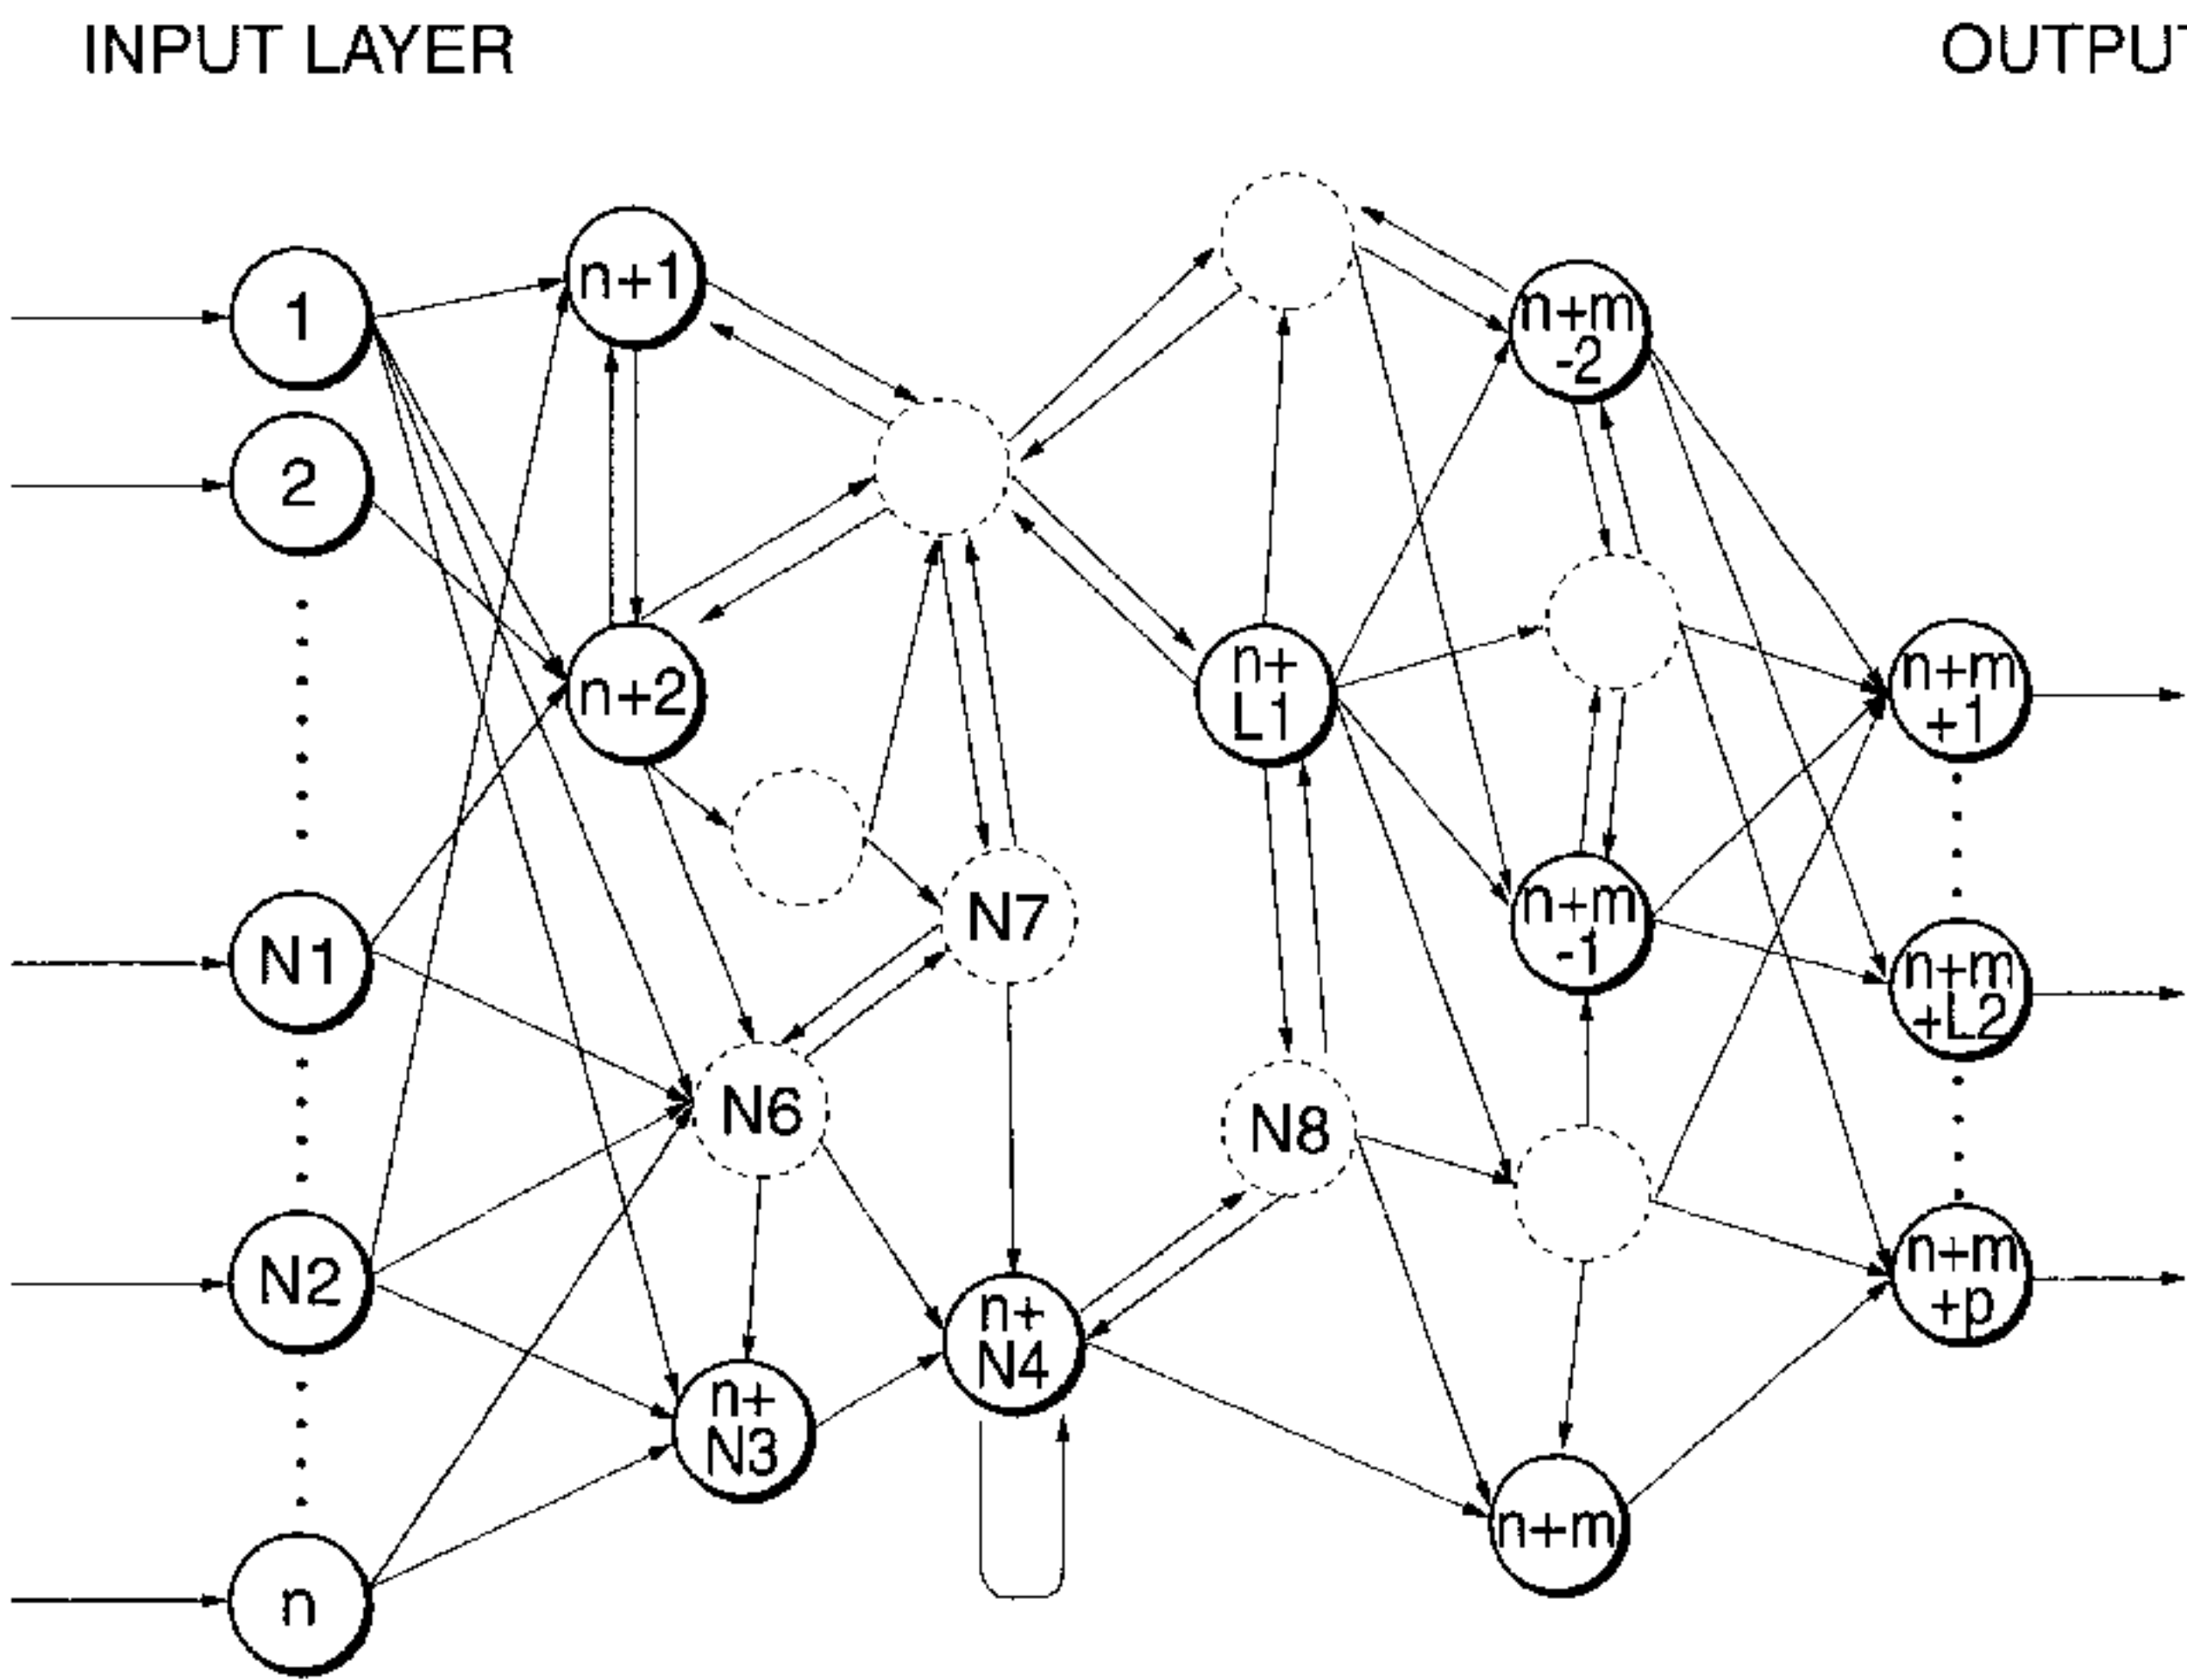 INPUT LAYER
OUTPUT
1
2
N1
N2
n
n+1
n+2
N6
n+
N3
N7
n+
N4
n+
L1
N8
n+m
-2
n+m
-1
n+m
n+m
+1
n+m
+L2
n+m
+p